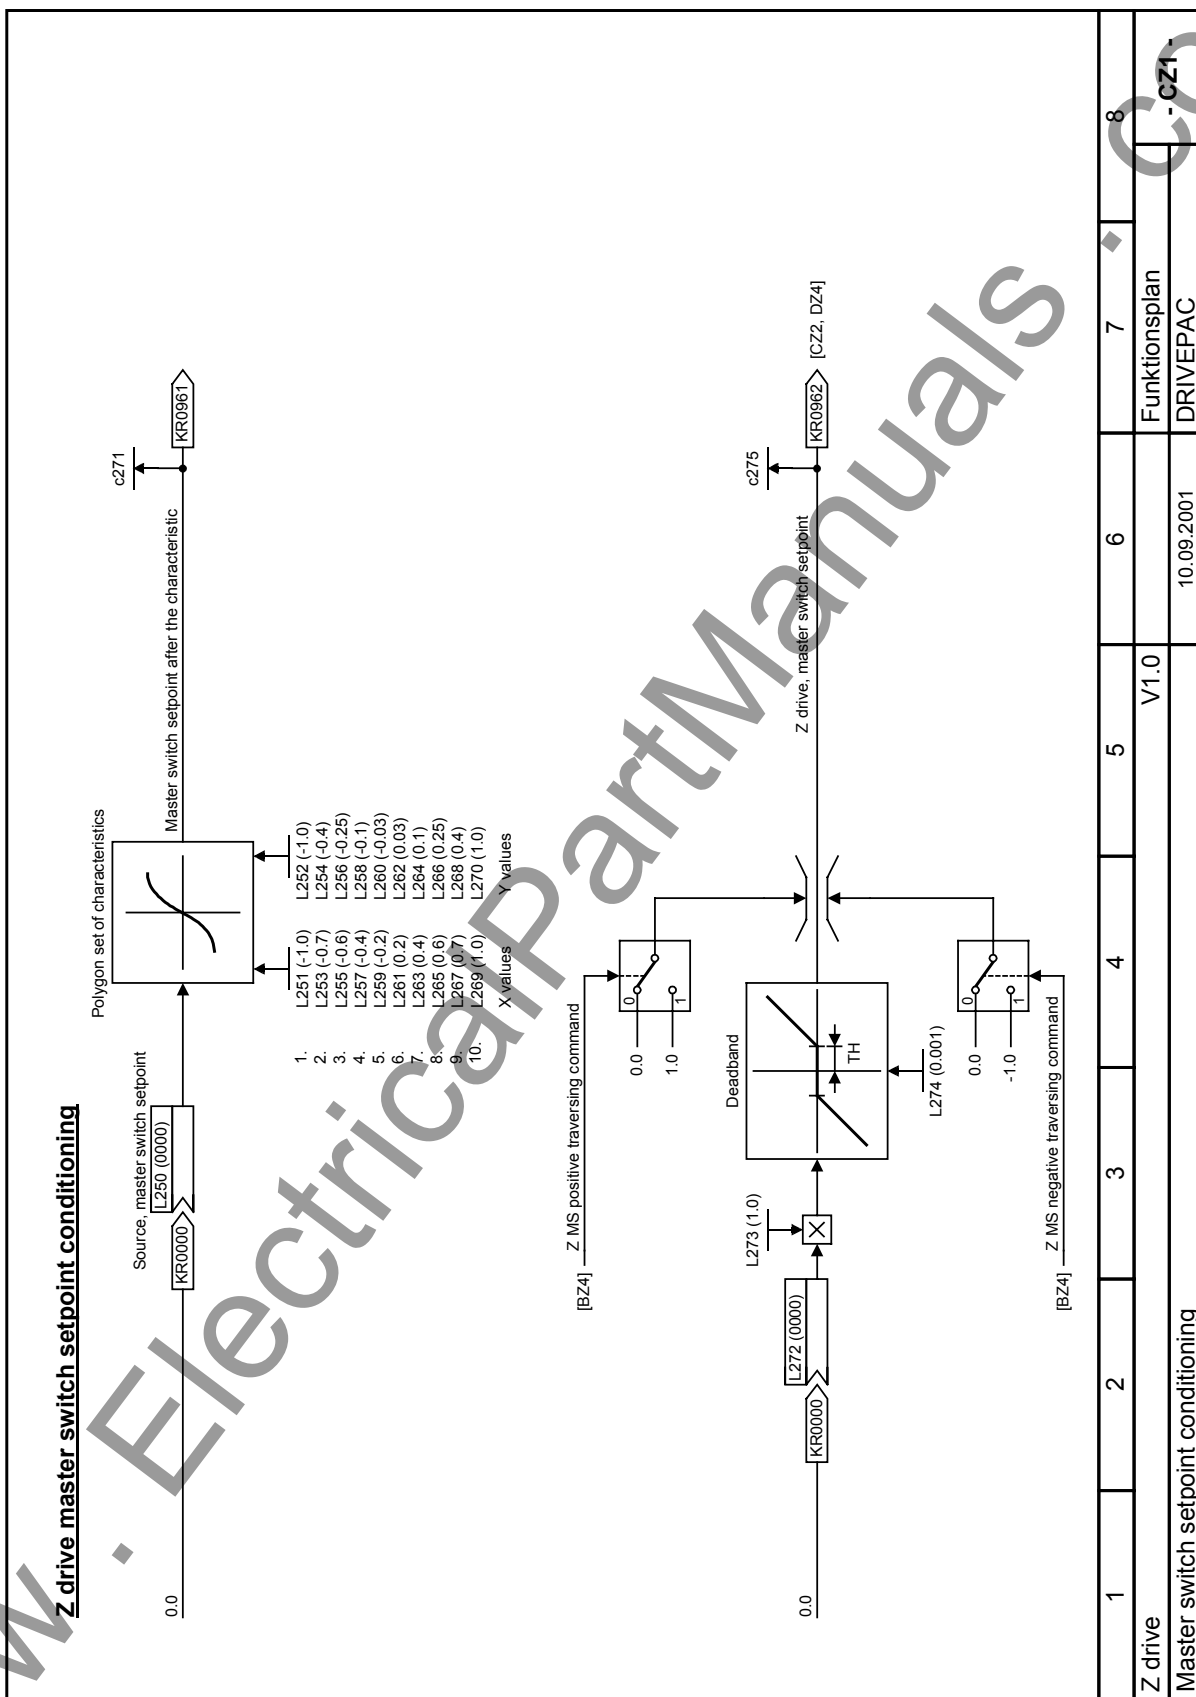 Z drive master switch setpoint conditioning
Polygon set of characteristics
Source, master switch setpoint
L250 (0000)
0.0
KR0000
Master switch setpoint after the characteristic
c271
KR0961
1. L251 (-1.0) L252 (-1.0)
2. L253 (-0.7) L254 (-0.4)
3. L255 (-0.6) L256 (-0.25)
4. L257 (-0.4) L258 (-0.1)
5. L259 (-0.2) L260 (-0.03)
6. L261 (0.2) L262 (0.03)
7. L263 (0.4) L264 (0.1)
8. L265 (0.6) L266 (0.25)
9. L267 (0.7) L268 (0.4)
10. L269 (1.0) L270 (1.0)
X values Y values
[BZ4] Z MS positive traversing command
0.0 0
1.0 1
Deadband
L273 (1.0)
L272 (0000)
0.0
KR0000
X
TH
L274 (0.001)
Z drive, master switch setpoint
c275
KR0962
[CZ2, DZ4]
0.0 0
-1.0 1
[BZ4] Z MS negative traversing command
1 2 3 4 5 6 7 8
Z drive V1.0 Funktionsplan - CZ1 -
Master switch setpoint conditioning 10.09.2001 DRIVEPAC
w . ElectricalPartManuals . co